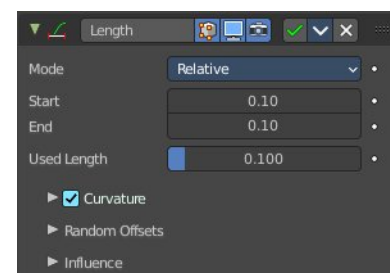 Length
Mode Relative
Start 0.10
End 0.10
Used Length 0.100
Curvature
Random Offsets
Influence